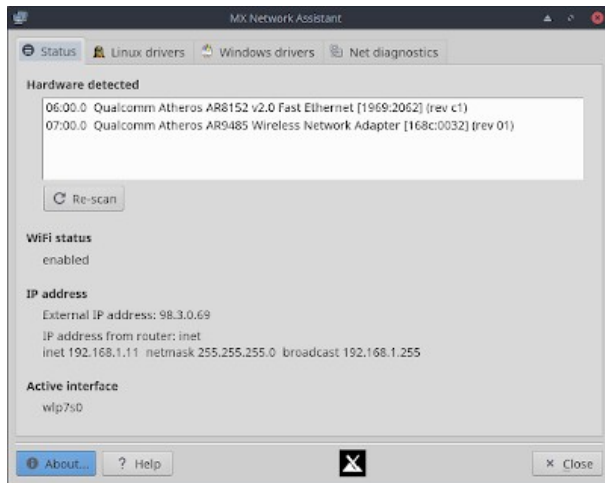 MX Network Assistant
Status Linux drivers Windows drivers Net diagnostics
Hardware detected
06:00.0 Qualcomm Atheros AR8152 v2.0 Fast Ethernet [1969:2062] (rev c1)
07:00.0 Qualcomm Atheros AR9485 Wireless Network Adapter [168c:0032] (rev 01)
Re-scan
WiFi status
enabled
IP address
External IP address: 98.3.0.69
IP address from router: inet
inet 192.168.1.11 netmask 255.255.255.0 broadcast 192.168.1.255
Active interface
wlp7s0
About... ? Help Close